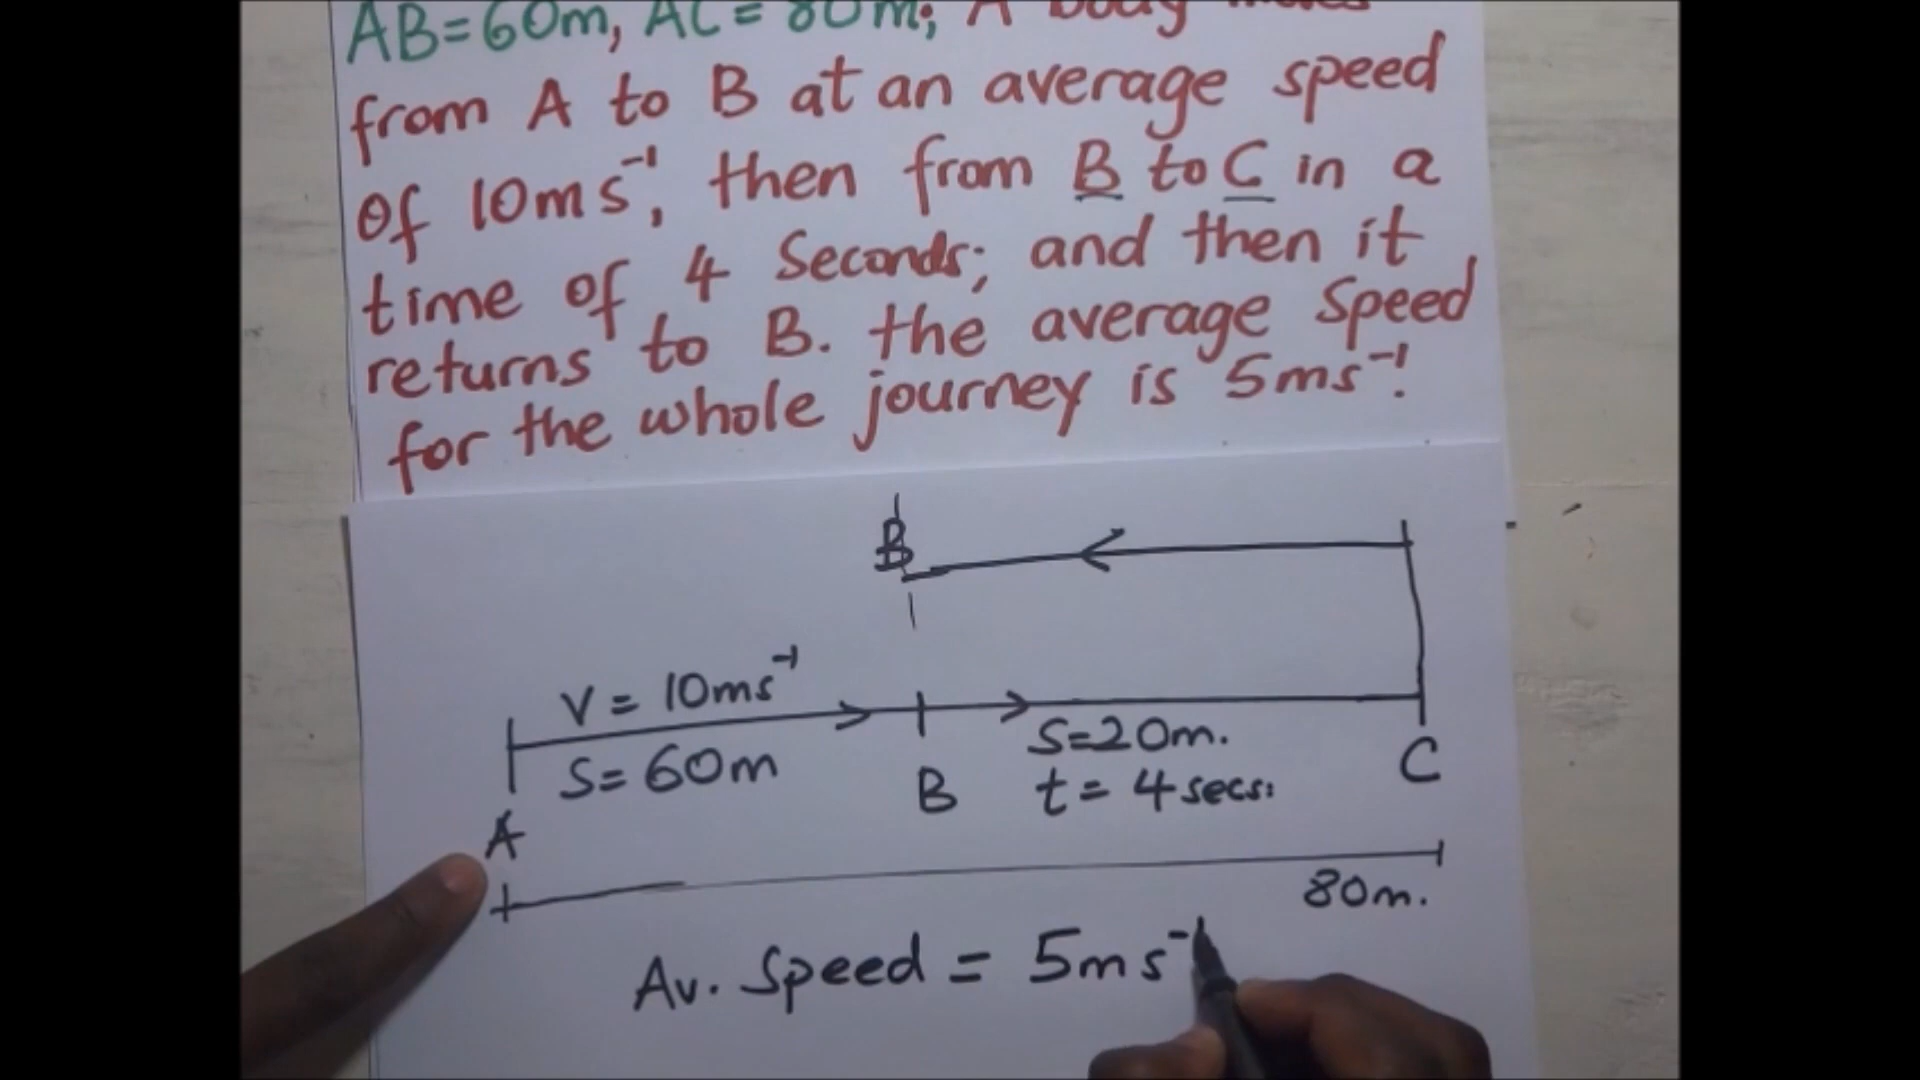 AB=60m, AC=80m; A body
from A to B at an average speed
of 10ms⁻¹, then from B to C in a
time of 4 Seconds; and then it
returns to B. the average Speed
for the whole journey is 5ms⁻¹!
B
V = 10ms⁻¹
S= 60m
S=20m.
t= 4secs.
A
B
C
80m.
Av. Speed = 5ms⁻¹